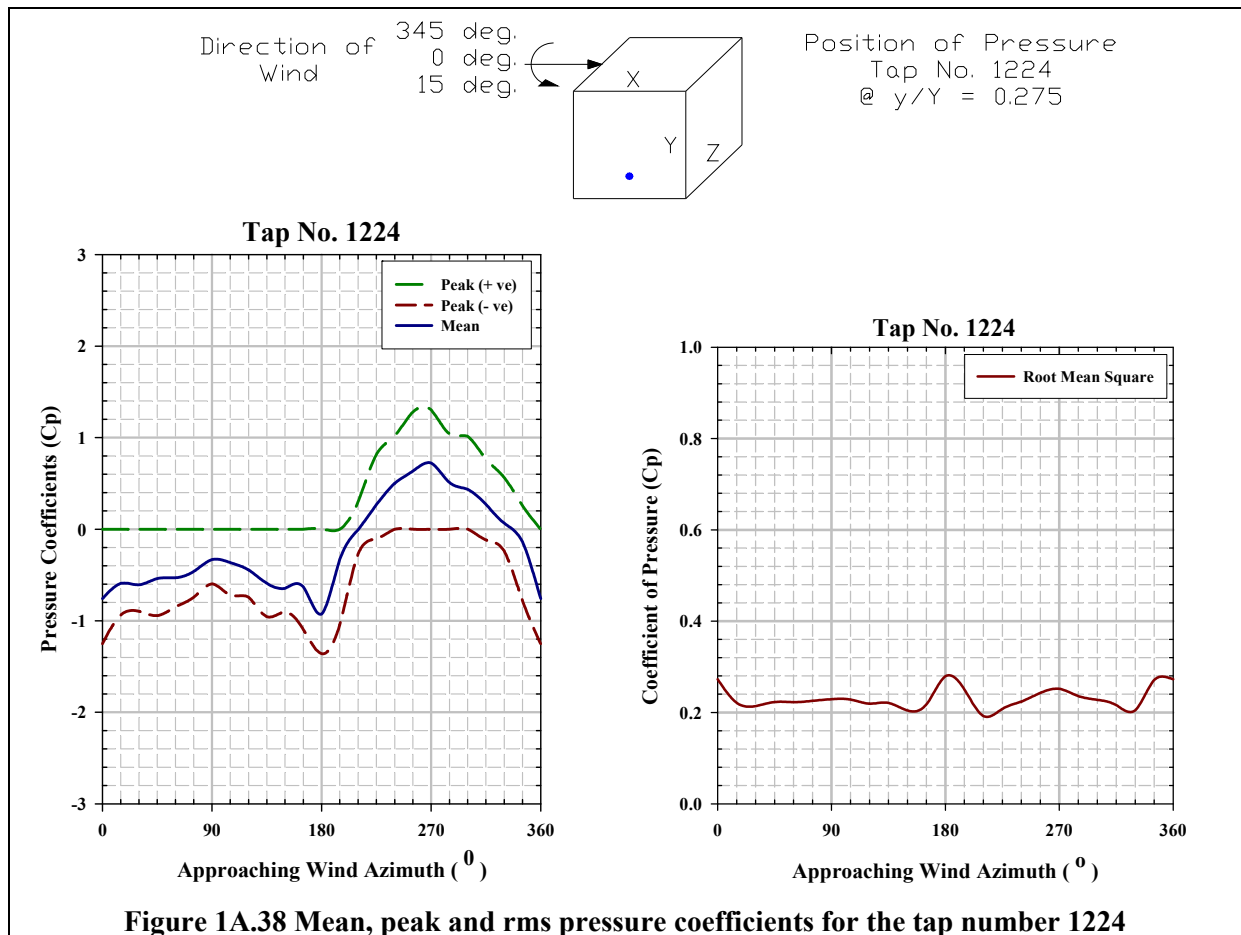 Direction of Wind
345 deg.
0 deg.
15 deg.
X
Y
Z
Position of Pressure
Tap No. 1224
@ y/Y = 0.275
Tap No. 1224
Peak (+ ve)
Peak (- ve)
Mean
3
2
1
0
-1
-2
-3
Pressure Coefficients (Cp)
0 90 180 270 360
Approaching Wind Azimuth ( 0 )
Tap No. 1224
Root Mean Square
1.0
0.8
0.6
0.4
0.2
0.0
Coefficient of Pressure (Cp)
0 90 180 270 360
Approaching Wind Azimuth ( o )
Figure 1A.38 Mean, peak and rms pressure coefficients for the tap number 1224